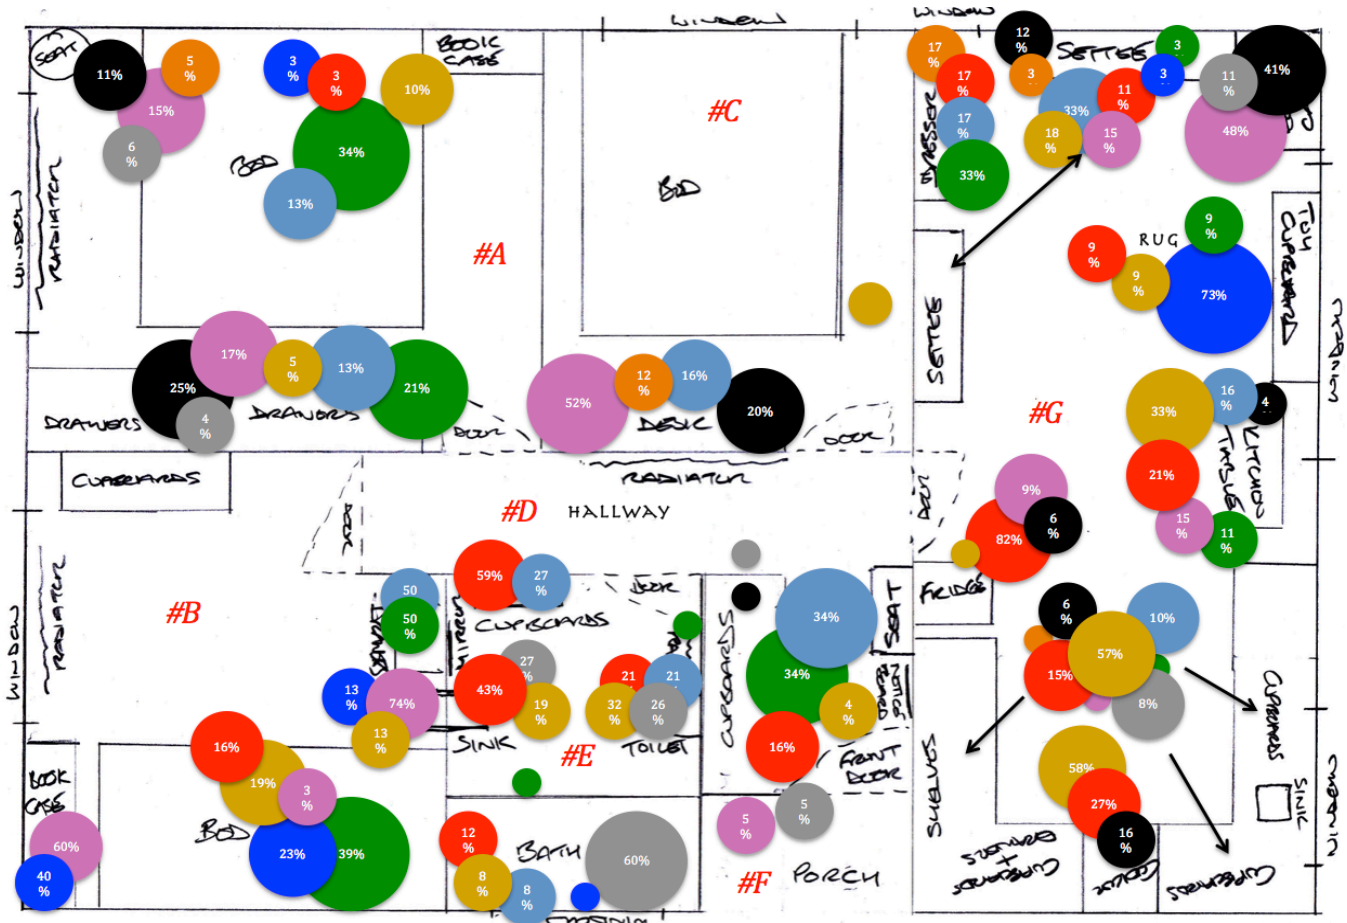 WINDOW
WINDOW
SEAT
11%
5
%
3
%
3
%
10%
BOOK
CASE
15%
6
%
BED
34%
13%
#A
#C
BED
17
%
12
%
SETTEE
3
%
17
%
3
%
33%
11
%
3
%
11
%
41%
17
%
18
%
15
%
48%
DRESSER
33%
WINDOW
RADIATOR
9
%
RUG
9
%
9
%
73%
TALL
CUPBOARD
SETTEE
WINDOW
17%
25%
5
%
13%
21%
4
%
DRAWERS
DRAWERS
DOOR
52%
12
%
16%
20%
DESK
DOOR
#G
33%
16
%
4
21%
15
%
11
%
KITCHEN
TABLE
CUPBOARDS
RADIATOR
#D
HALLWAY
DOOR
DOOR
9%
6
%
82%
FRIDGE
WINDOW
RADIATOR
#B
50
50
%
59%
27
%
MIRROR
CUPBOARDS
DOOR
43%
27
%
19
%
21
21
%
32
%
26
%
SINK
TOILET
#E
CUPBOARDS
34%
34%
SEAT
NOTICE
BOARD
4
%
16%
FRONT
DOOR
13
%
74%
13
%
6
%
10%
57%
15%
8%
CUPBOARDS
SHELVES
BOOK
CASE
16%
19%
3
%
BED
23%
39%
60%
40
%
12
%
BATH
8
%
8
%
60%
5
%
5
%
#F
PORCH
58%
27%
16
%
SINK
WINDOW
CUPBOARDS
+
DRAWERS
CUPBOARDS